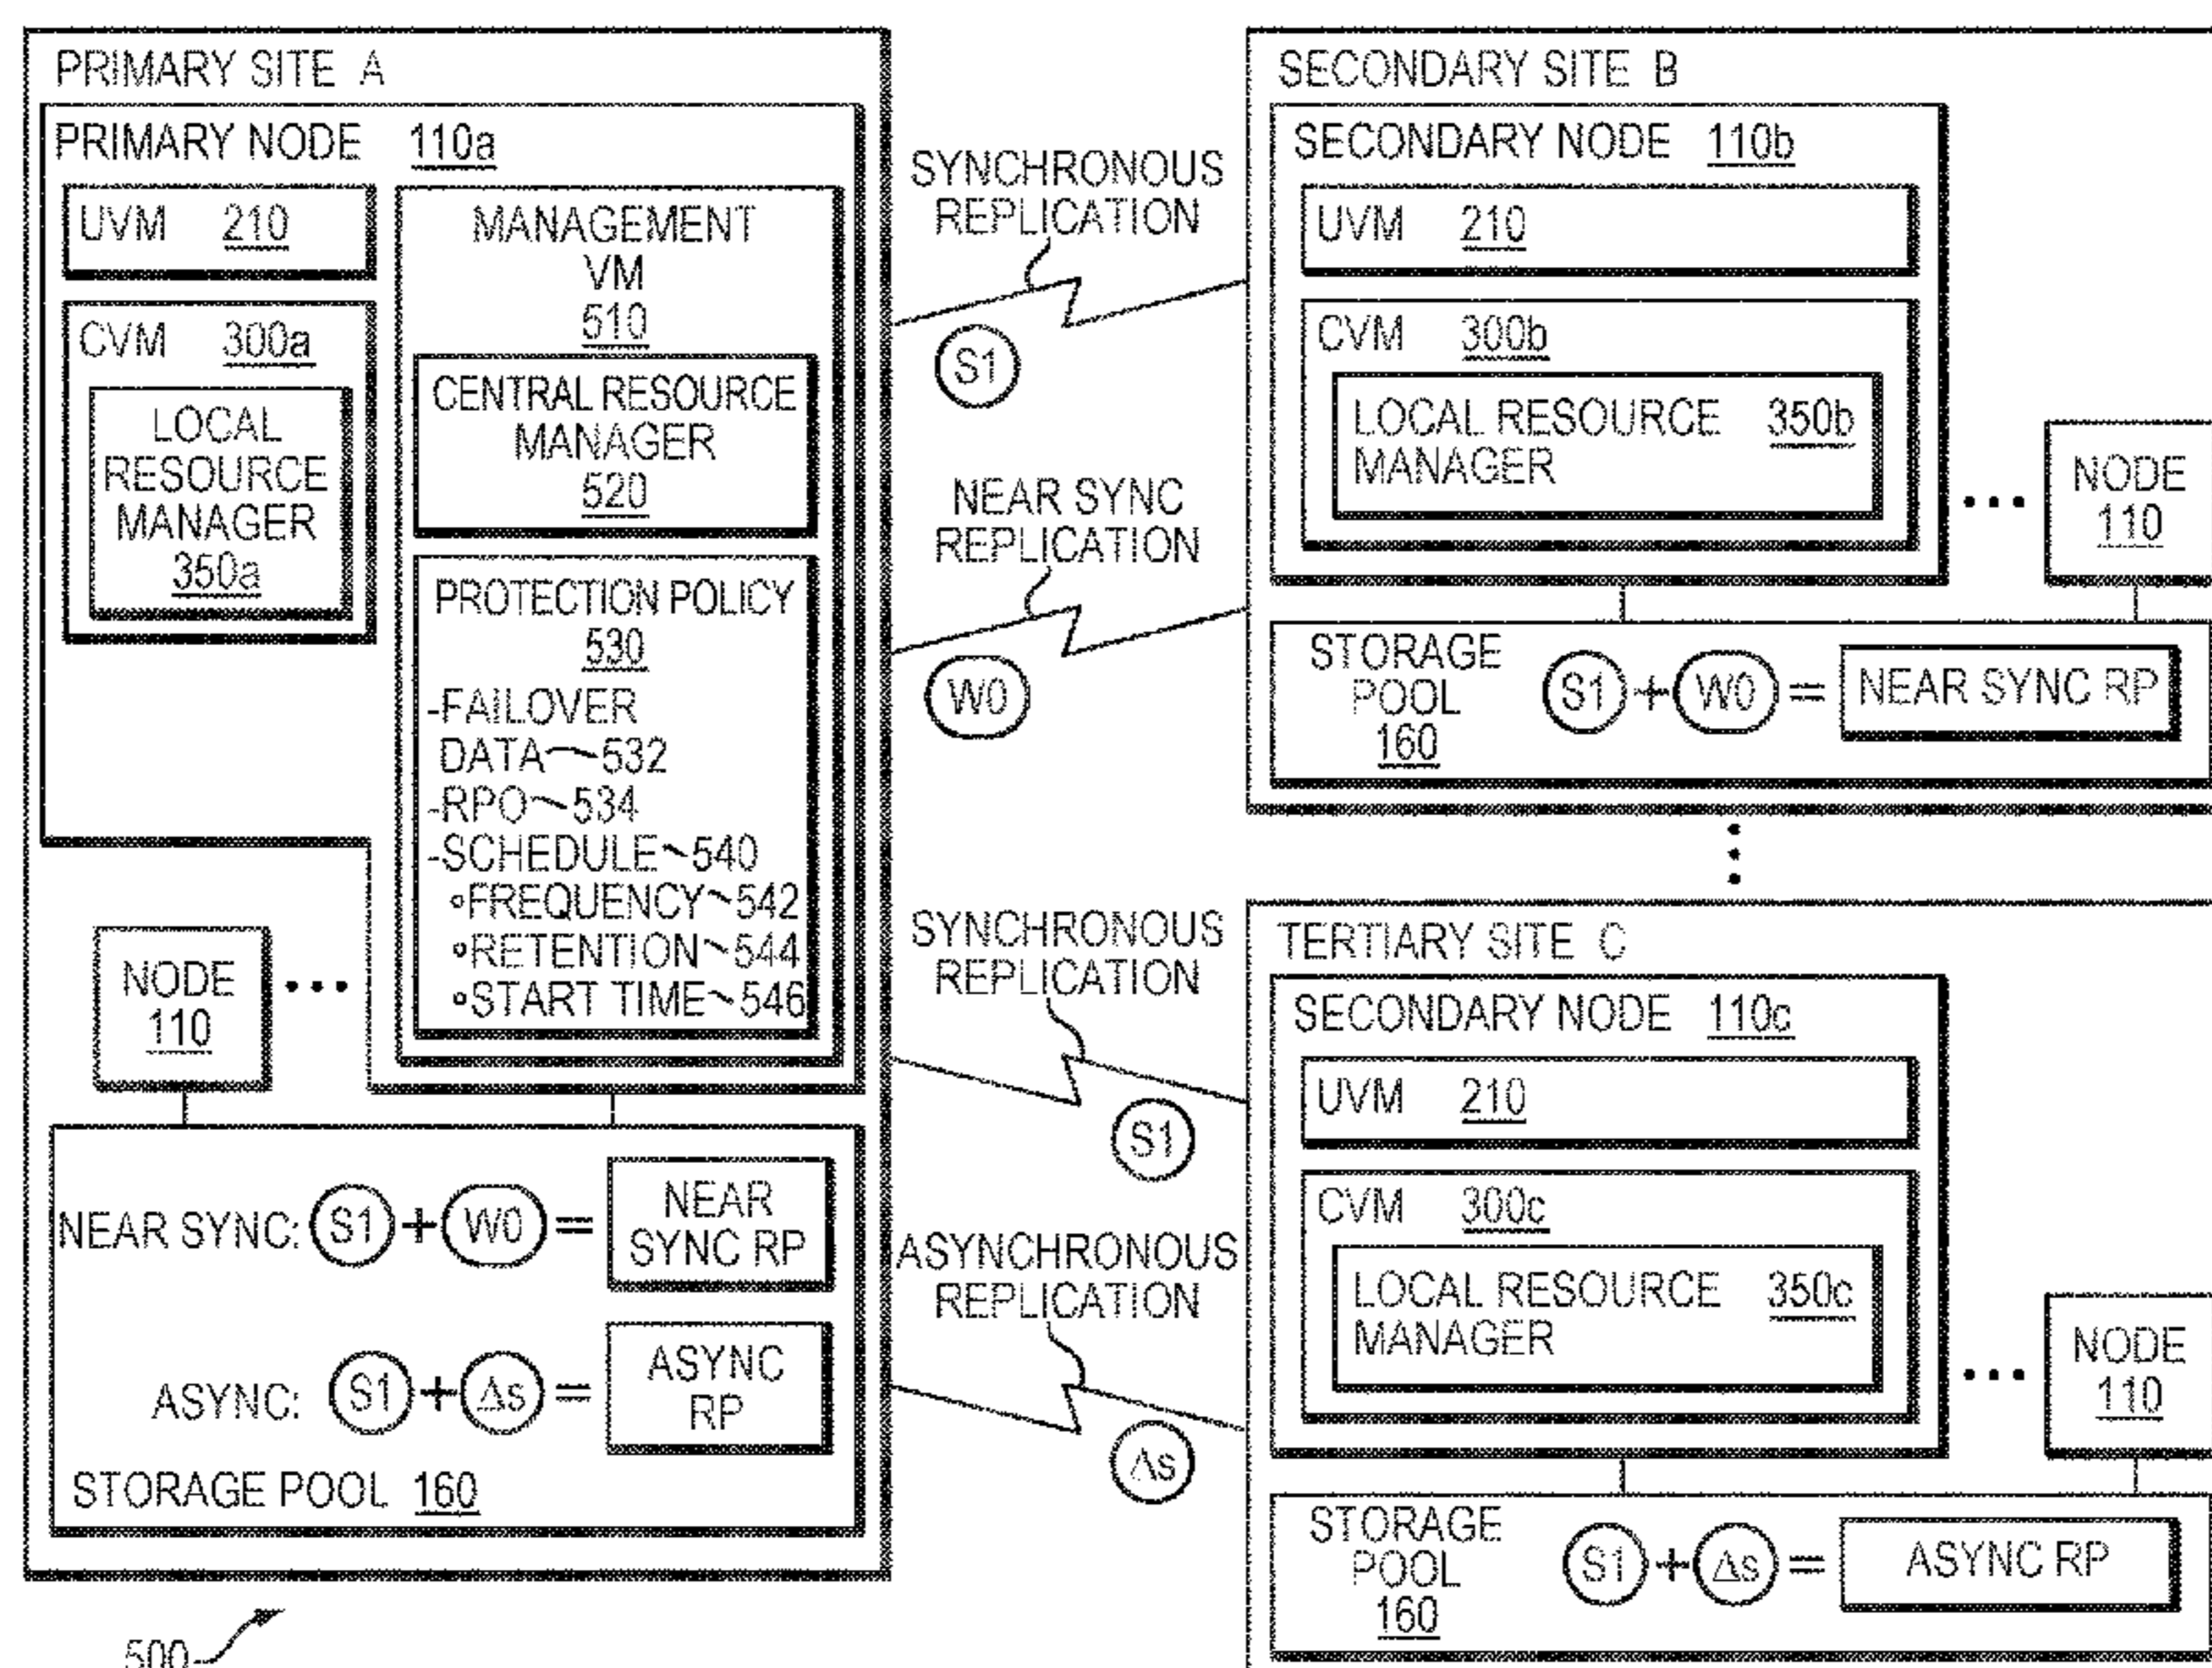 PRIMARY SITE A
PRIMARY NODE 110a
UVM 210
CVM 300a
LOCAL
RESOURCE
MANAGER
350a
MANAGEMENT
VM
510
CENTRAL RESOURCE
MANAGER
520
PROTECTION POLICY
530
-FAILOVER
DATA~532
-RPO~534
-SCHEDULE~540
∘FREQUENCY~542
∘RETENTION~544
∘START TIME~546
NODE
110
...
NEAR SYNC: S1 + W0 = NEAR
SYNC RP
ASYNC: S1 + Δs = ASYNC
RP
STORAGE POOL 160
500
SYNCHRONOUS
REPLICATION
S1
NEAR SYNC
REPLICATION
W0
SYNCHRONOUS
REPLICATION
S1
ASYNCHRONOUS
REPLICATION
Δs
SECONDARY SITE B
SECONDARY NODE 110b
UVM 210
CVM 300b
LOCAL RESOURCE 350b
MANAGER
...
NODE
110
STORAGE
POOL
160
S1 + W0 = NEAR SYNC RP
TERTIARY SITE C
SECONDARY NODE 110c
UVM 210
CVM 300c
LOCAL RESOURCE 350c
MANAGER
...
NODE
110
STORAGE
POOL
160
S1 + Δs = ASYNC RP